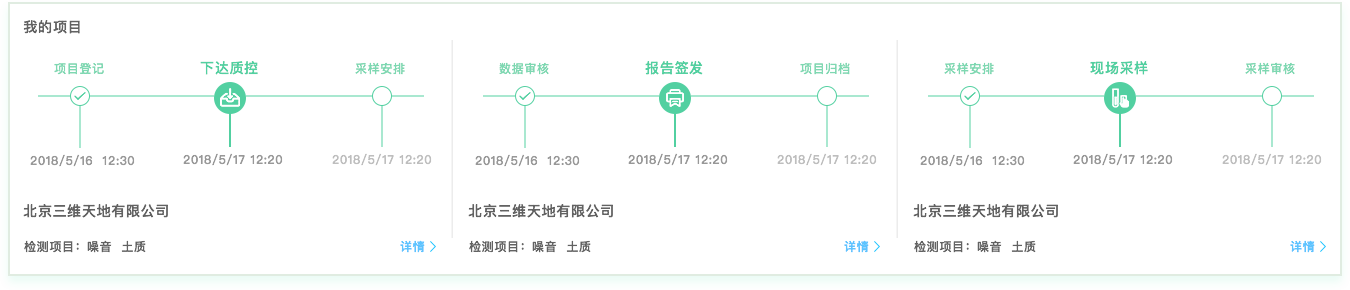 我的项目
项目登记 下达质控 采样安排
2018/5/16 12:30 2018/5/17 12:20 2018/5/17 12:20
北京三维天地有限公司
检测项目：噪音 土质 详情
数据审核 报告签发 项目归档
2018/5/16 12:30 2018/5/17 12:20 2018/5/17 12:20
北京三维天地有限公司
检测项目：噪音 土质 详情
采样安排 现场采样 采样审核
2018/5/16 12:30 2018/5/17 12:20 2018/5/17 12:20
北京三维天地有限公司
检测项目：噪音 土质 详情